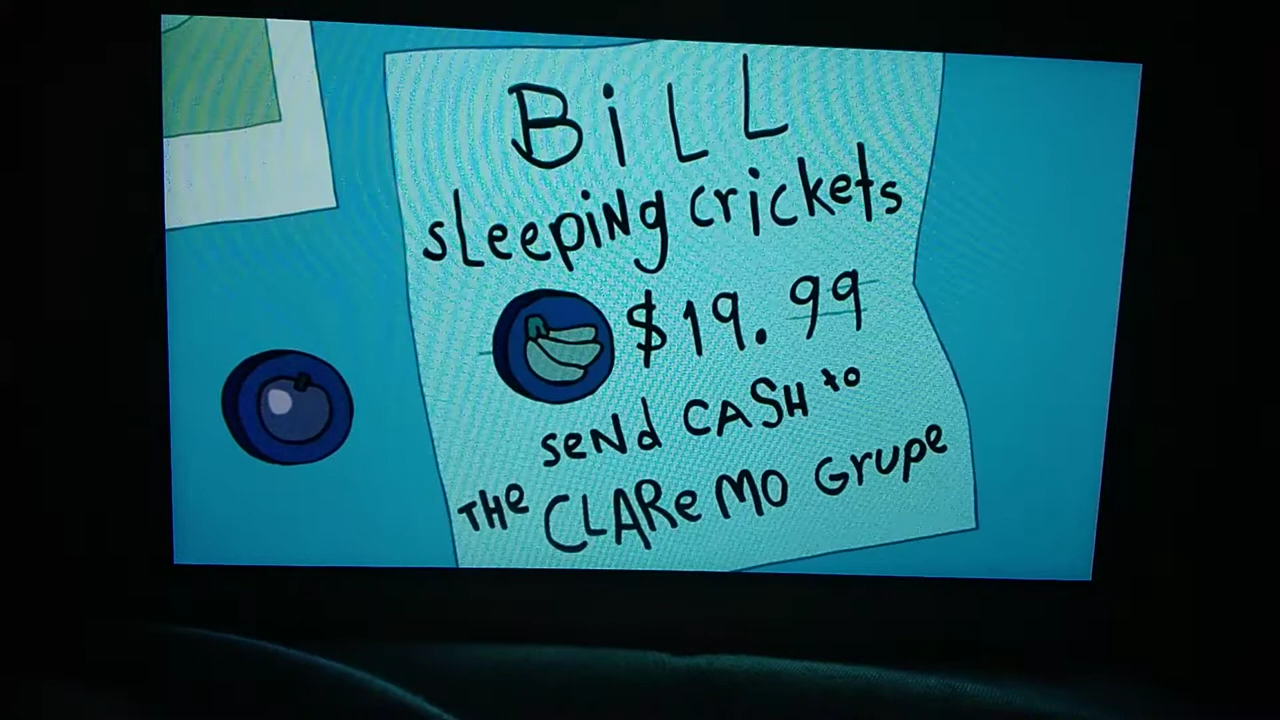 BiLL
sLeepiNg crickets
$19.99
seNd CASH to
THe CLARe MO Grupe